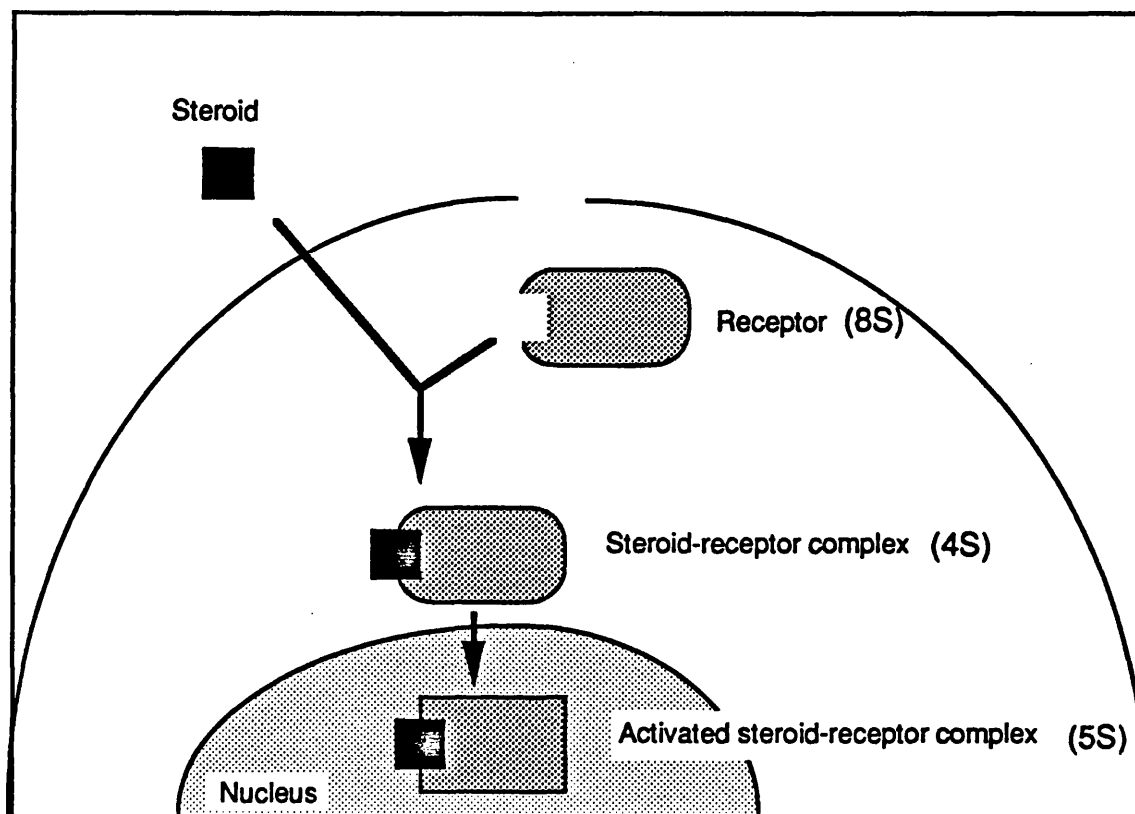 Steroid
Receptor (8S)
Steroid-receptor complex (4S)
Activated steroid-receptor complex (5S)
Nucleus